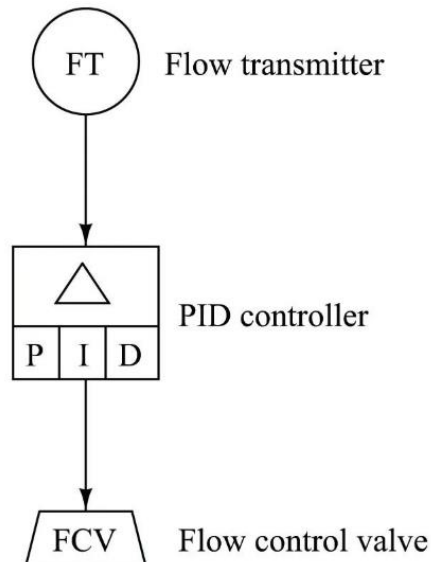 FT Flow transmitter
PID controller
P I D
FCV Flow control valve